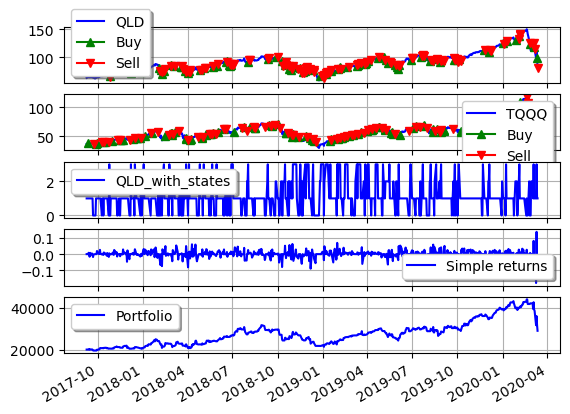 150
100
QLD
Buy
Sell
100
50
TQQQ
Buy
Sell
2
0
QLD_with_states
0.1
0.0
−0.1
Simple returns
40000
20000
Portfolio
2017-10 2018-01 2018-04 2018-07 2018-10 2019-01 2019-04 2019-07 2019-10 2020-01 2020-04